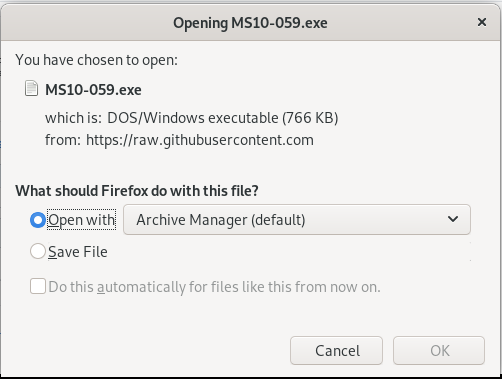 Opening MS10-059.exe
You have chosen to open:
MS10-059.exe
which is: DOS/Windows executable (766 KB)
from: https://raw.githubusercontent.com
What should Firefox do with this file?
Open with Archive Manager (default)
Save File
Do this automatically for files like this from now on.
Cancel OK